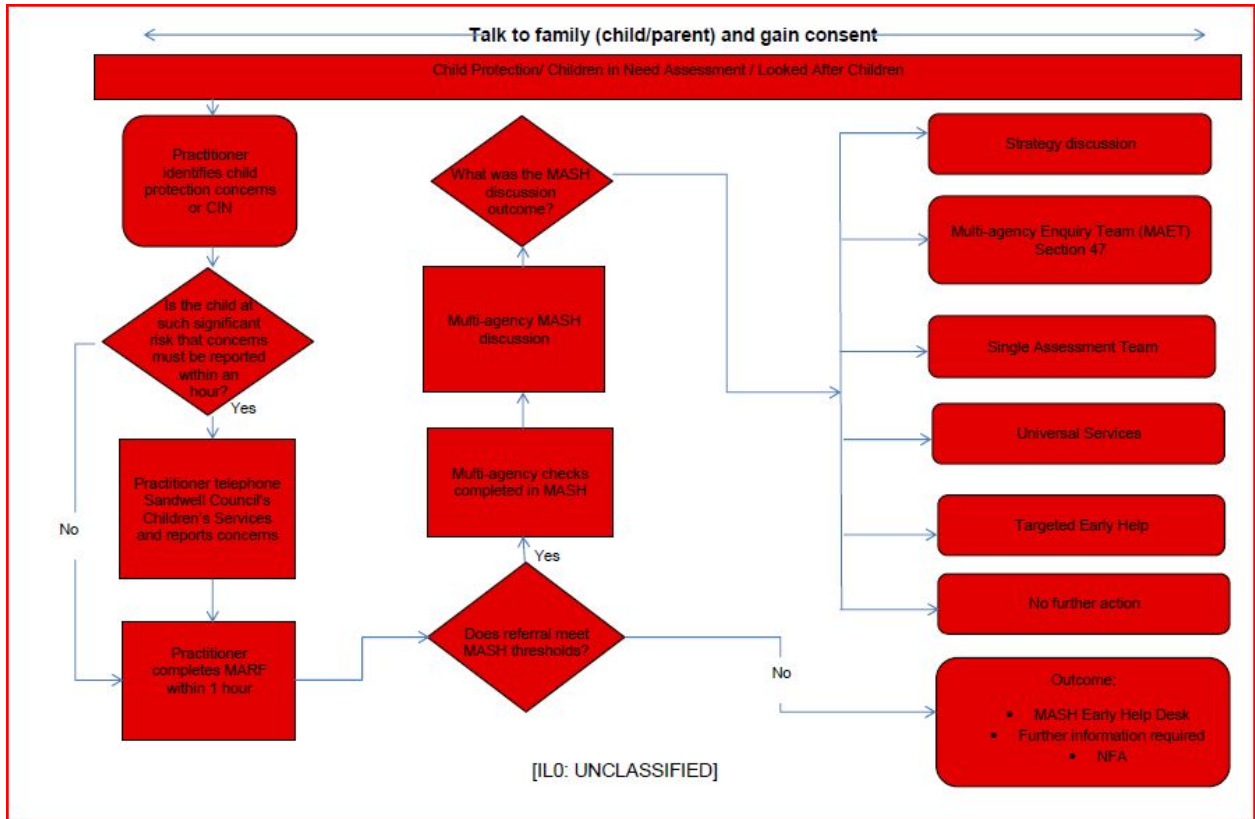 Talk to family (child/parent) and gain consent
Child Protection/ Children in Need Assessment / Looked After Children
Practitioner
identifies child
protection concerns
or CIN
Is the child at
such significant
risk that concerns
must be reported
within an
hour?
Yes
No
Practitioner telephone
Sandwell Council's
Children's Services
and reports concerns
Practitioner
completes MARF
within 1 hour
What was the MASH
discussion
outcome?
Multi-agency MASH
discussion
Multi-agency checks
completed in MASH
Yes
Does referral meet
MASH thresholds?
No
Strategy discussion
Multi-agency Enquiry Team (MAET)
Section 47
Single Assessment Team
Universal Services
Targeted Early Help
No further action
Outcome:
• MASH Early Help Desk
• Further information required
• NFA
[IL0: UNCLASSIFIED]